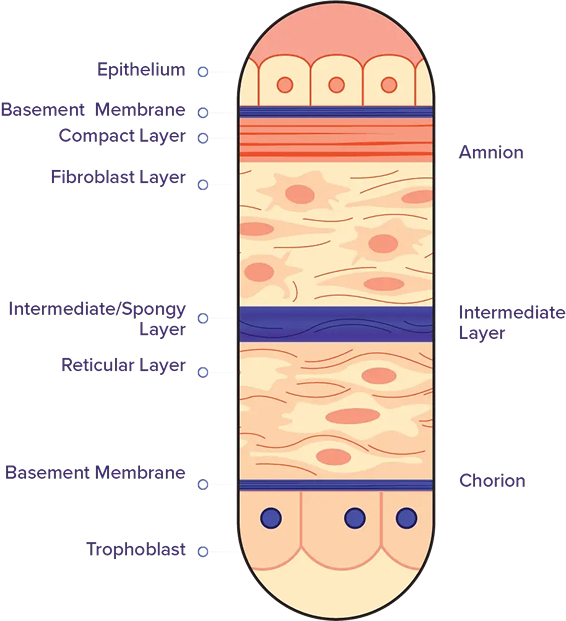 Epithelium
Basement Membrane
Compact Layer
Amnion
Fibroblast Layer
Intermediate/Spongy
Layer
Intermediate
Layer
Reticular Layer
Basement Membrane
Chorion
Trophoblast